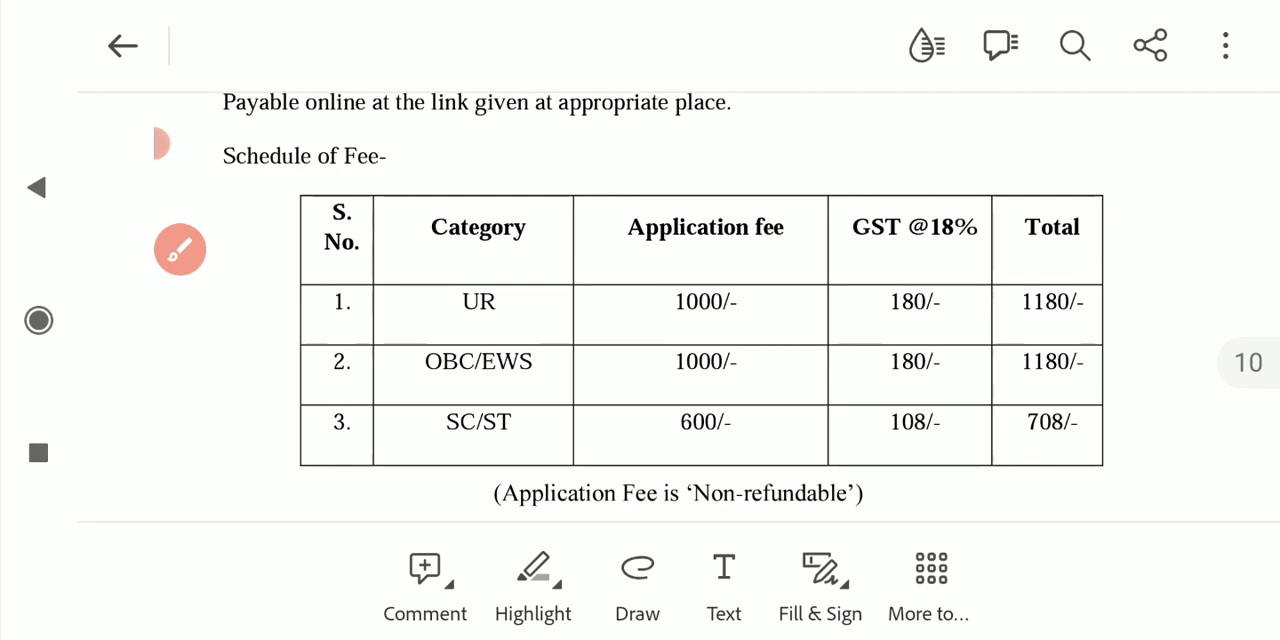 Payable online at the link given at appropriate place.
Schedule of Fee-
S. No. Category Application fee GST @18% Total
1. UR 1000/- 180/- 1180/-
2. OBC/EWS 1000/- 180/- 1180/-
3. SC/ST 600/- 108/- 708/-
(Application Fee is ‘Non-refundable’)
10
Comment Highlight Draw Text Fill & Sign More to...